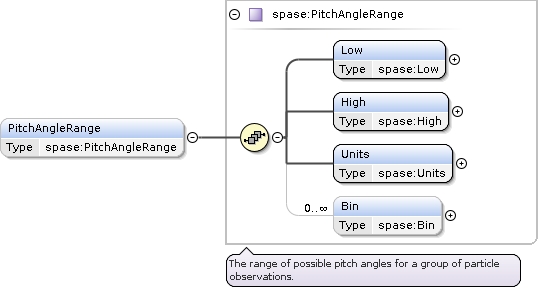 spase:PitchAngleRange
Low
Type spase:Low
High
Type spase:High
PitchAngleRange
Type spase:PitchAngleRange
Units
Type spase:Units
0..∞
Bin
Type spase:Bin
The range of possible pitch angles for a group of particle
observations.